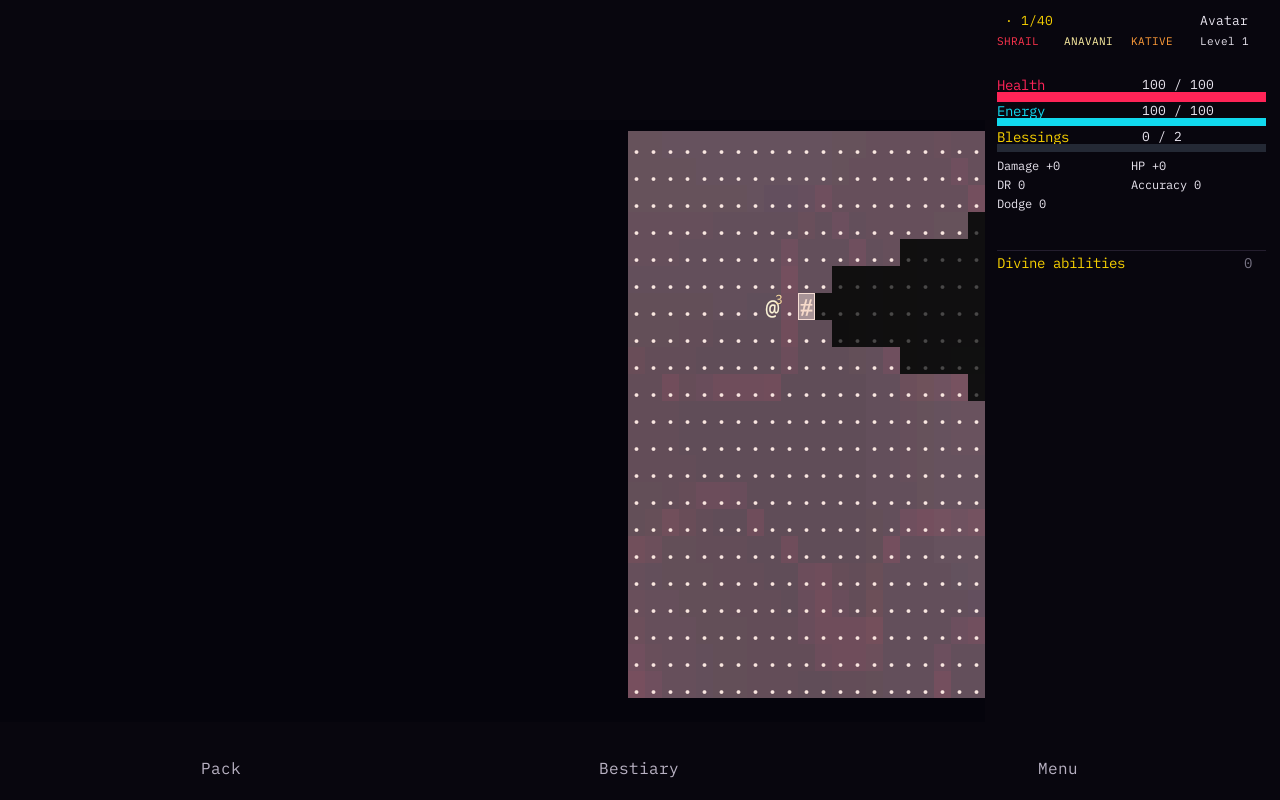 · 1/40 Avatar
SHRAIL ANAVANI KATIVE Level 1
Health 100 / 100
Energy 100 / 100
Blessings 0 / 2
Damage +0 HP +0
DR 0 Accuracy 0
Dodge 0
Divine abilities 0
@3 #
Pack Bestiary Menu